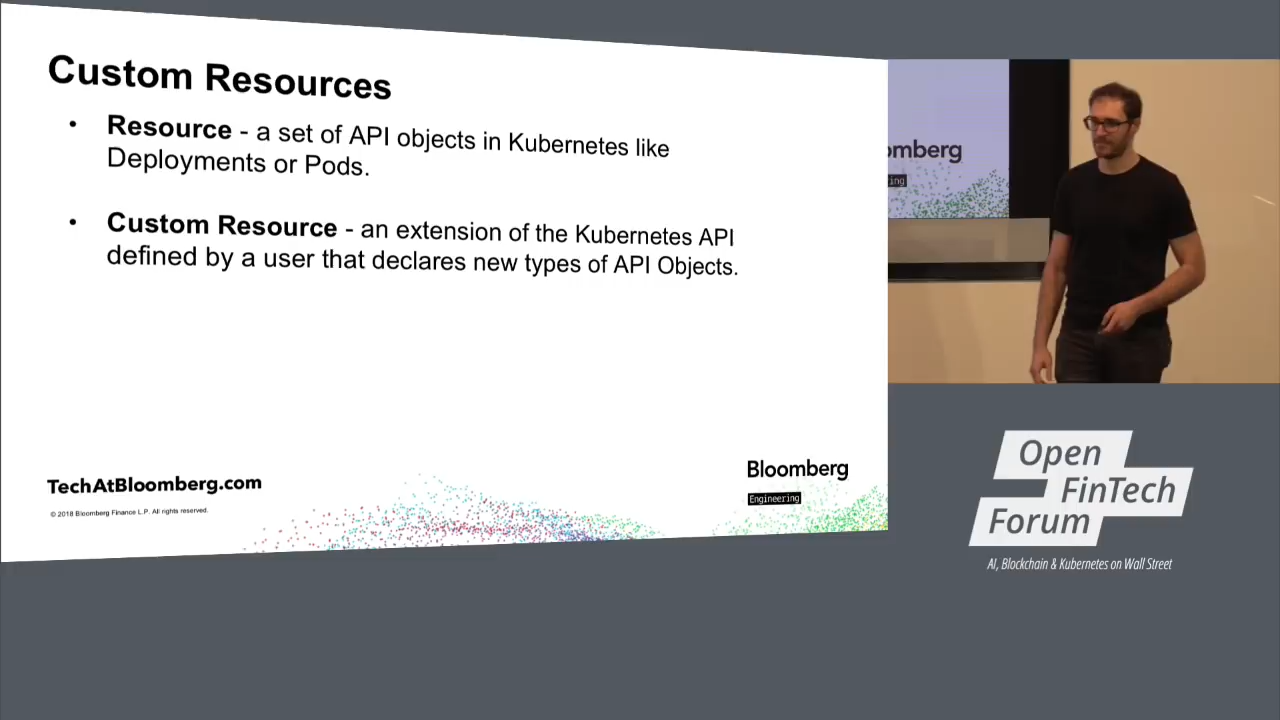 Custom Resources
• Resource - a set of API objects in Kubernetes like
Deployments or Pods.
• Custom Resource - an extension of the Kubernetes API
defined by a user that declares new types of API Objects.
TechAtBloomberg.com
© 2018 Bloomberg Finance L.P. All rights reserved.
Bloomberg
Engineering
omberg
ing
Open
FinTech
Forum
AI, Blockchain & Kubernetes on Wall Street